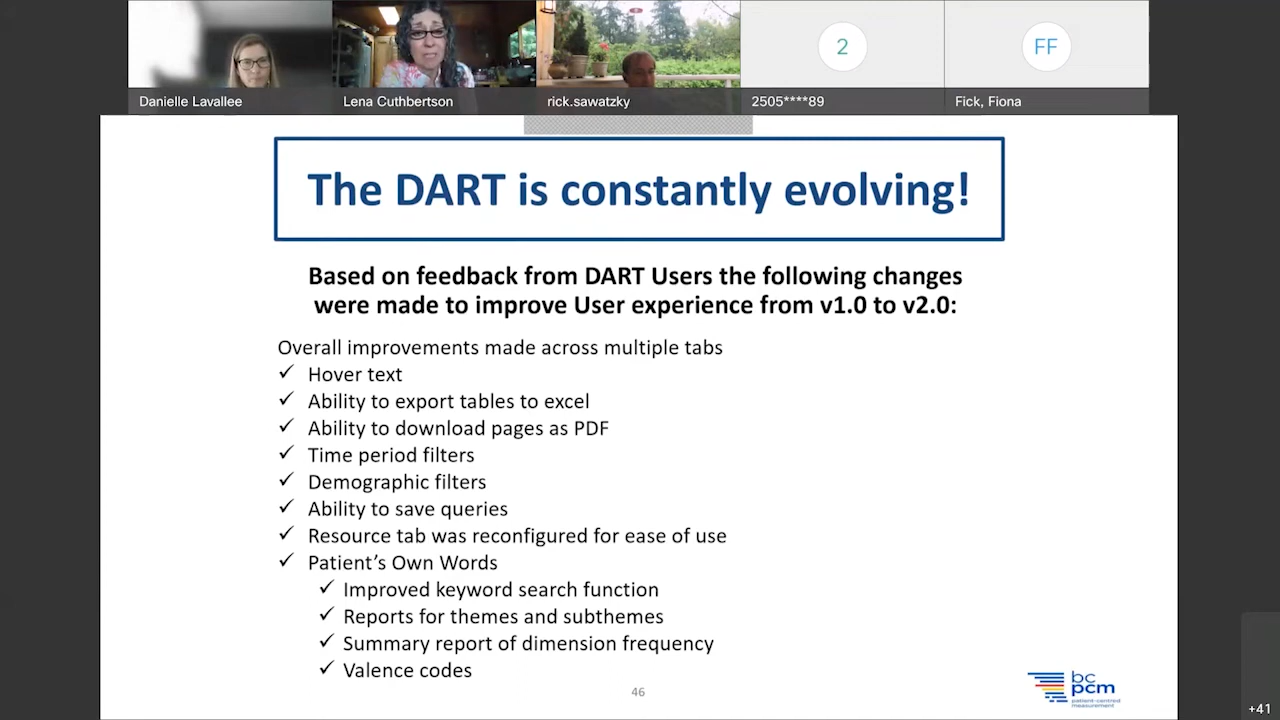 Danielle Lavallee
Lena Cuthbertson
rick.sawatzky
2
2505****89
FF
Fick, Fiona
The DART is constantly evolving!
Based on feedback from DART Users the following changes
were made to improve User experience from v1.0 to v2.0:
Overall improvements made across multiple tabs
✓ Hover text
✓ Ability to export tables to excel
✓ Ability to download pages as PDF
✓ Time period filters
✓ Demographic filters
✓ Ability to save queries
✓ Resource tab was reconfigured for ease of use
✓ Patient’s Own Words
✓ Improved keyword search function
✓ Reports for themes and subthemes
✓ Summary report of dimension frequency
✓ Valence codes
46
bc
pcm
patient-centred
measurement
+41